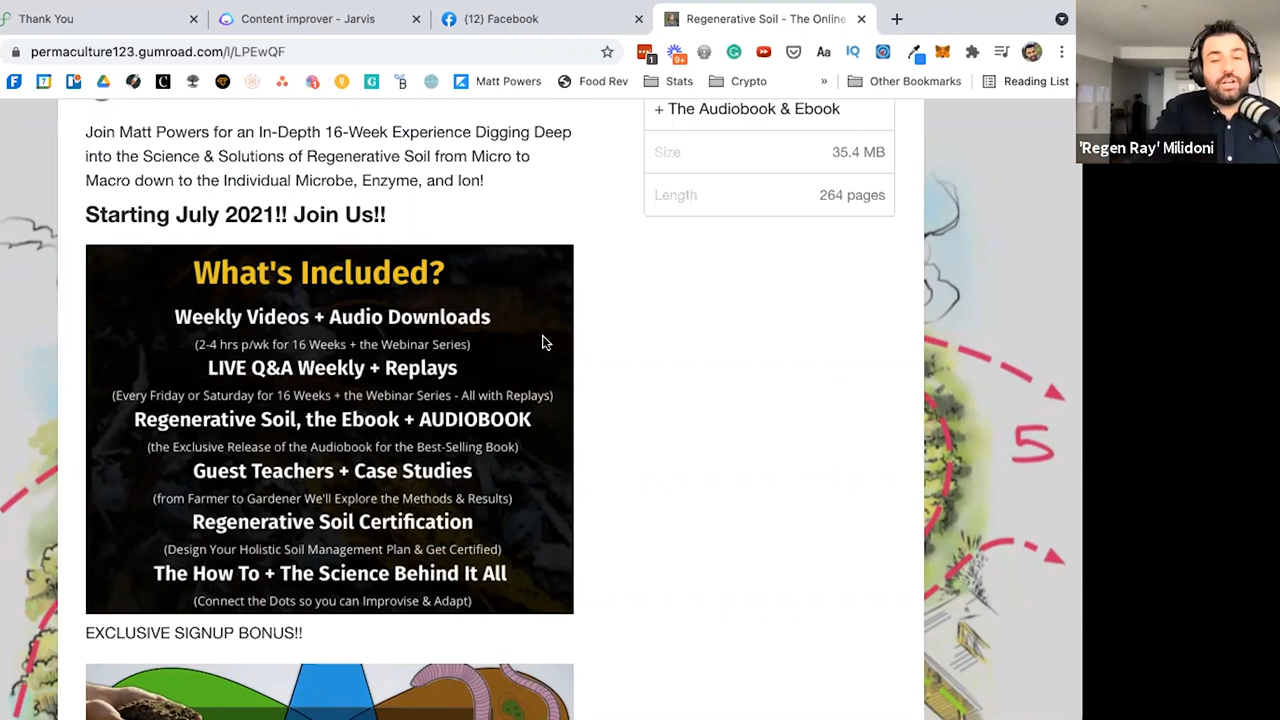 Thank You
Content improver - Jarvis
(12) Facebook
Regenerative Soil - The Online
permaculture123.gumroad.com/l/LPEwQF
Matt Powers
Food Rev
Stats
Crypto
»
Other Bookmarks
Reading List
'Regen Ray' Milidoni
+ The Audiobook & Ebook
Size 35.4 MB
Length 264 pages
Join Matt Powers for an In-Depth 16-Week Experience Digging Deep
into the Science & Solutions of Regenerative Soil from Micro to
Macro down to the Individual Microbe, Enzyme, and Ion!
Starting July 2021!! Join Us!!
What's Included?
Weekly Videos + Audio Downloads
(2-4 hrs p/wk for 16 Weeks + the Webinar Series)
LIVE Q&A Weekly + Replays
(Every Friday or Saturday for 16 Weeks + the Webinar Series - All with Replays)
Regenerative Soil, the Ebook + AUDIOBOOK
(the Exclusive Release of the Audiobook for the Best-Selling Book)
Guest Teachers + Case Studies
(from Farmer to Gardener We'll Explore the Methods & Results)
Regenerative Soil Certification
(Design Your Holistic Soil Management Plan & Get Certified)
The How To + The Science Behind It All
(Connect the Dots so you can Improvise & Adapt)
EXCLUSIVE SIGNUP BONUS!!
5